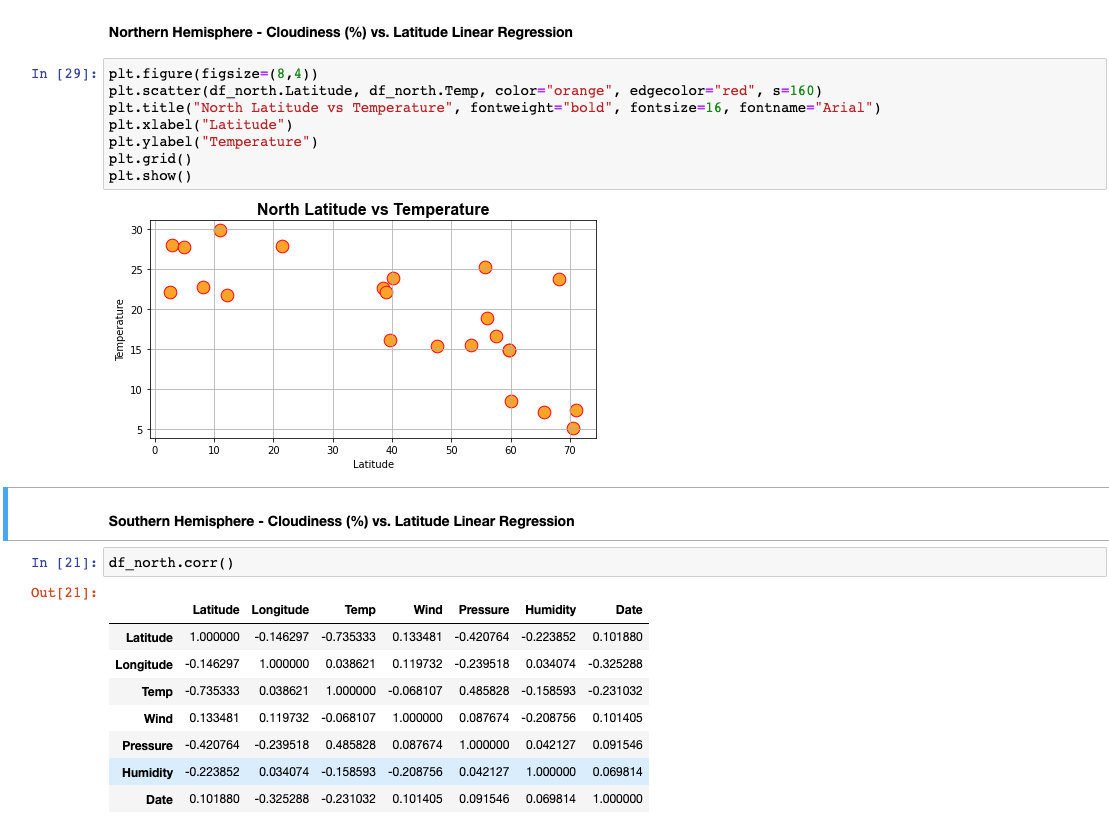 Northern Hemisphere - Cloudiness (%) vs. Latitude Linear Regression
In [29]: plt.figure(figsize=(8,4))
plt.scatter(df_north.Latitude, df_north.Temp, color="orange", edgecolor="red", s=160)
plt.title("North Latitude vs Temperature", fontweight="bold", fontsize=16, fontname="Arial")
plt.xlabel("Latitude")
plt.ylabel("Temperature")
plt.grid()
plt.show()
North Latitude vs Temperature
30
25
20
15
10
5
Temperature
0 10 20 30 40 50 60 70
Latitude
Southern Hemisphere - Cloudiness (%) vs. Latitude Linear Regression
In [21]: df_north.corr()
Out[21]:
Latitude Longitude Temp Wind Pressure Humidity Date
Latitude 1.000000 -0.146297 -0.735333 0.133481 -0.420764 -0.223852 0.101880
Longitude -0.146297 1.000000 0.038621 0.119732 -0.239518 0.034074 -0.325288
Temp -0.735333 0.038621 1.000000 -0.068107 0.485828 -0.158593 -0.231032
Wind 0.133481 0.119732 -0.068107 1.000000 0.087674 -0.208756 0.101405
Pressure -0.420764 -0.239518 0.485828 0.087674 1.000000 0.042127 0.091546
Humidity -0.223852 0.034074 -0.158593 -0.208756 0.042127 1.000000 0.069814
Date 0.101880 -0.325288 -0.231032 0.101405 0.091546 0.069814 1.000000